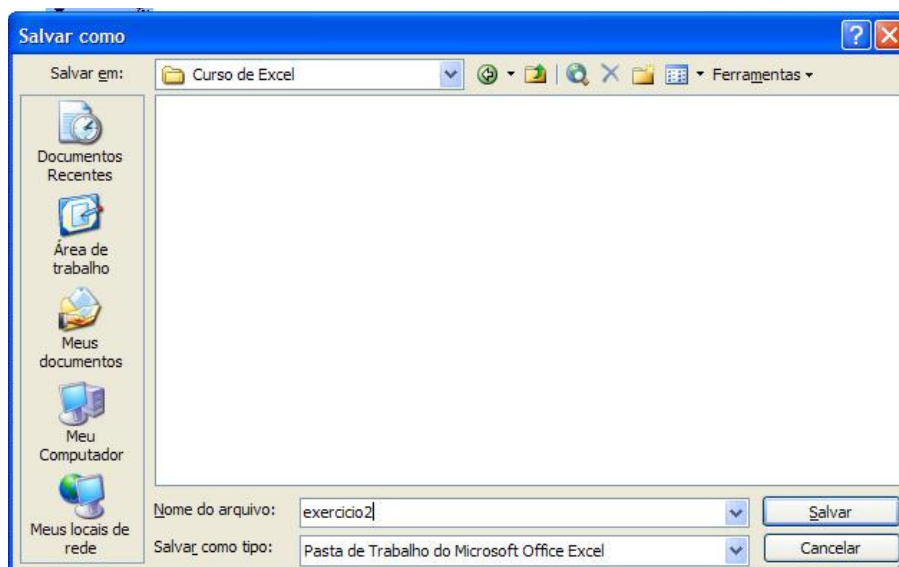 Salvar como
Salvar em:
Curso de Excel
Ferramentas
Documentos
Recentes
Área de
trabalho
Meus
documentos
Meu
Computador
Meus locais de
rede
Nome do arquivo:
exercicio2
Salvar
Salvar como tipo:
Pasta de Trabalho do Microsoft Office Excel
Cancelar